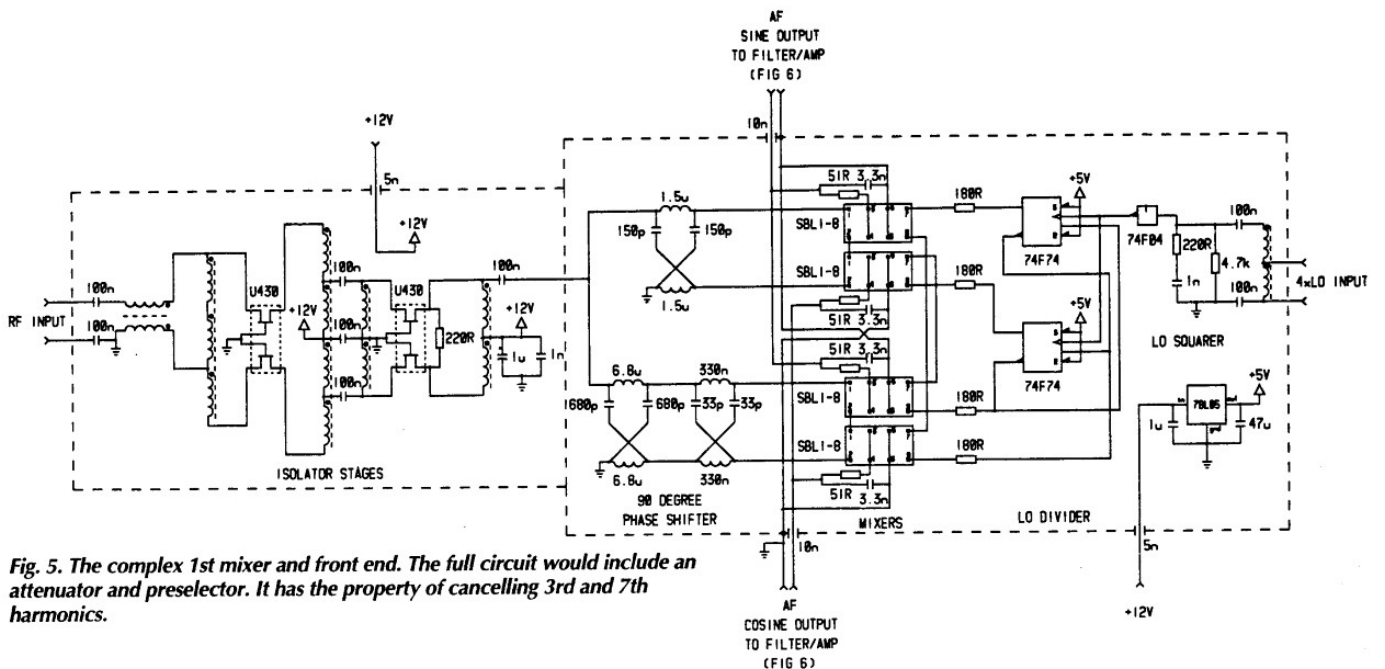 AF
SINE OUTPUT
TO FILTER/AMP
(FIG 6)
+12V
5n
+12V
10n
RF INPUT
100n
100n
U430
+12V
100n
100n
100n
U430
220R
100n
+12V
1u
1n
ISOLATOR STAGES
1.5u
150p
150p
1.5u
6.8u
330n
680p
680p
33p
33p
6.8u
330n
90 DEGREE
PHASE SHIFTER
51R 3.3n
SBL1-8
SBL1-8
51R 3.3n
51R 3.3n
SBL1-8
SBL1-8
51R 3.3n
MIXERS
180R
180R
180R
180R
+5V
74F74
+5V
74F74
LO DIVIDER
74F04
220R
1n
4.7k
100n
100n
4xLO INPUT
LO SQUARER
+5V
in
78L05
out
gnd
1u
47u
5n
+12V
10n
AF
COSINE OUTPUT
TO FILTER/AMP
(FIG 6)
Fig. 5. The complex 1st mixer and front end. The full circuit would include an
attenuator and preselector. It has the property of cancelling 3rd and 7th
harmonics.